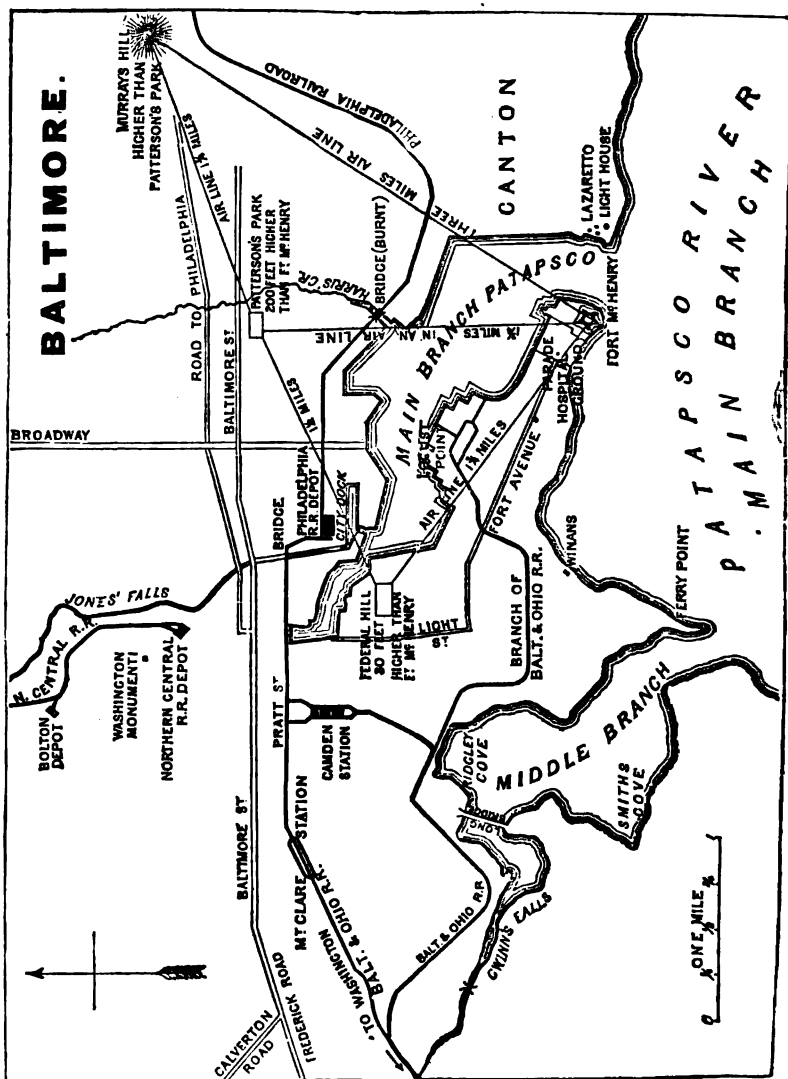 BALTIMORE.
MURRAYS HILL
HIGHER THAN
PATTERSON'S PARK
AIR LINE 1¾ MILES
ROAD TO PHILADELPHIA
BALTIMORE ST
PATTERSON'S PARK
200 FEET HIGHER
THAN FT McHENRY
HARRIS CR.
PHILADELPHIA RAILROAD
THREE MILES AIR LINE
BRIDGE (BURNT)
CANTON
LAZARETTO
LIGHT HOUSE
BROADWAY
MILES
IN AN AIR LINE
MAIN BRANCH PATAPSCO
FORT McHENRY
PARADE
GROUND
HOSPITAL
POINT
MILES
AIR LINE 1¾ MILES
FORT AVENUE
WINANS
FERRY POINT
PATAPSCO RIVER
MAIN BRANCH
BRIDGE
PHILADELPHIA
R.R. DEPOT
CITY DOCK
FEDERAL HILL
80 FEET
HIGHER THAN
FT McHENRY
LIGHT
ST.
BRANCH OF
BALT. & OHIO R.R.
JONES' FALLS
N. CENTRAL R.R.
BOLTON
DEPOT
WASHINGTON
MONUMENT
NORTHERN CENTRAL
R.R. DEPOT
PRATT ST
CAMDEN
STATION
RIDGLEY
COVE
MIDDLE BRANCH
SMITHS
COVE
LONG
BRIDGE
BALTIMORE ST
MT CLARE STATION
BALT. & OHIO R.R.
TO WASHINGTON
BALT. & OHIO R.R
GWINN'S FALLS
CALVERTON
ROAD
FREDERICK ROAD
0 ¼ ½ ¾
ONE MILE